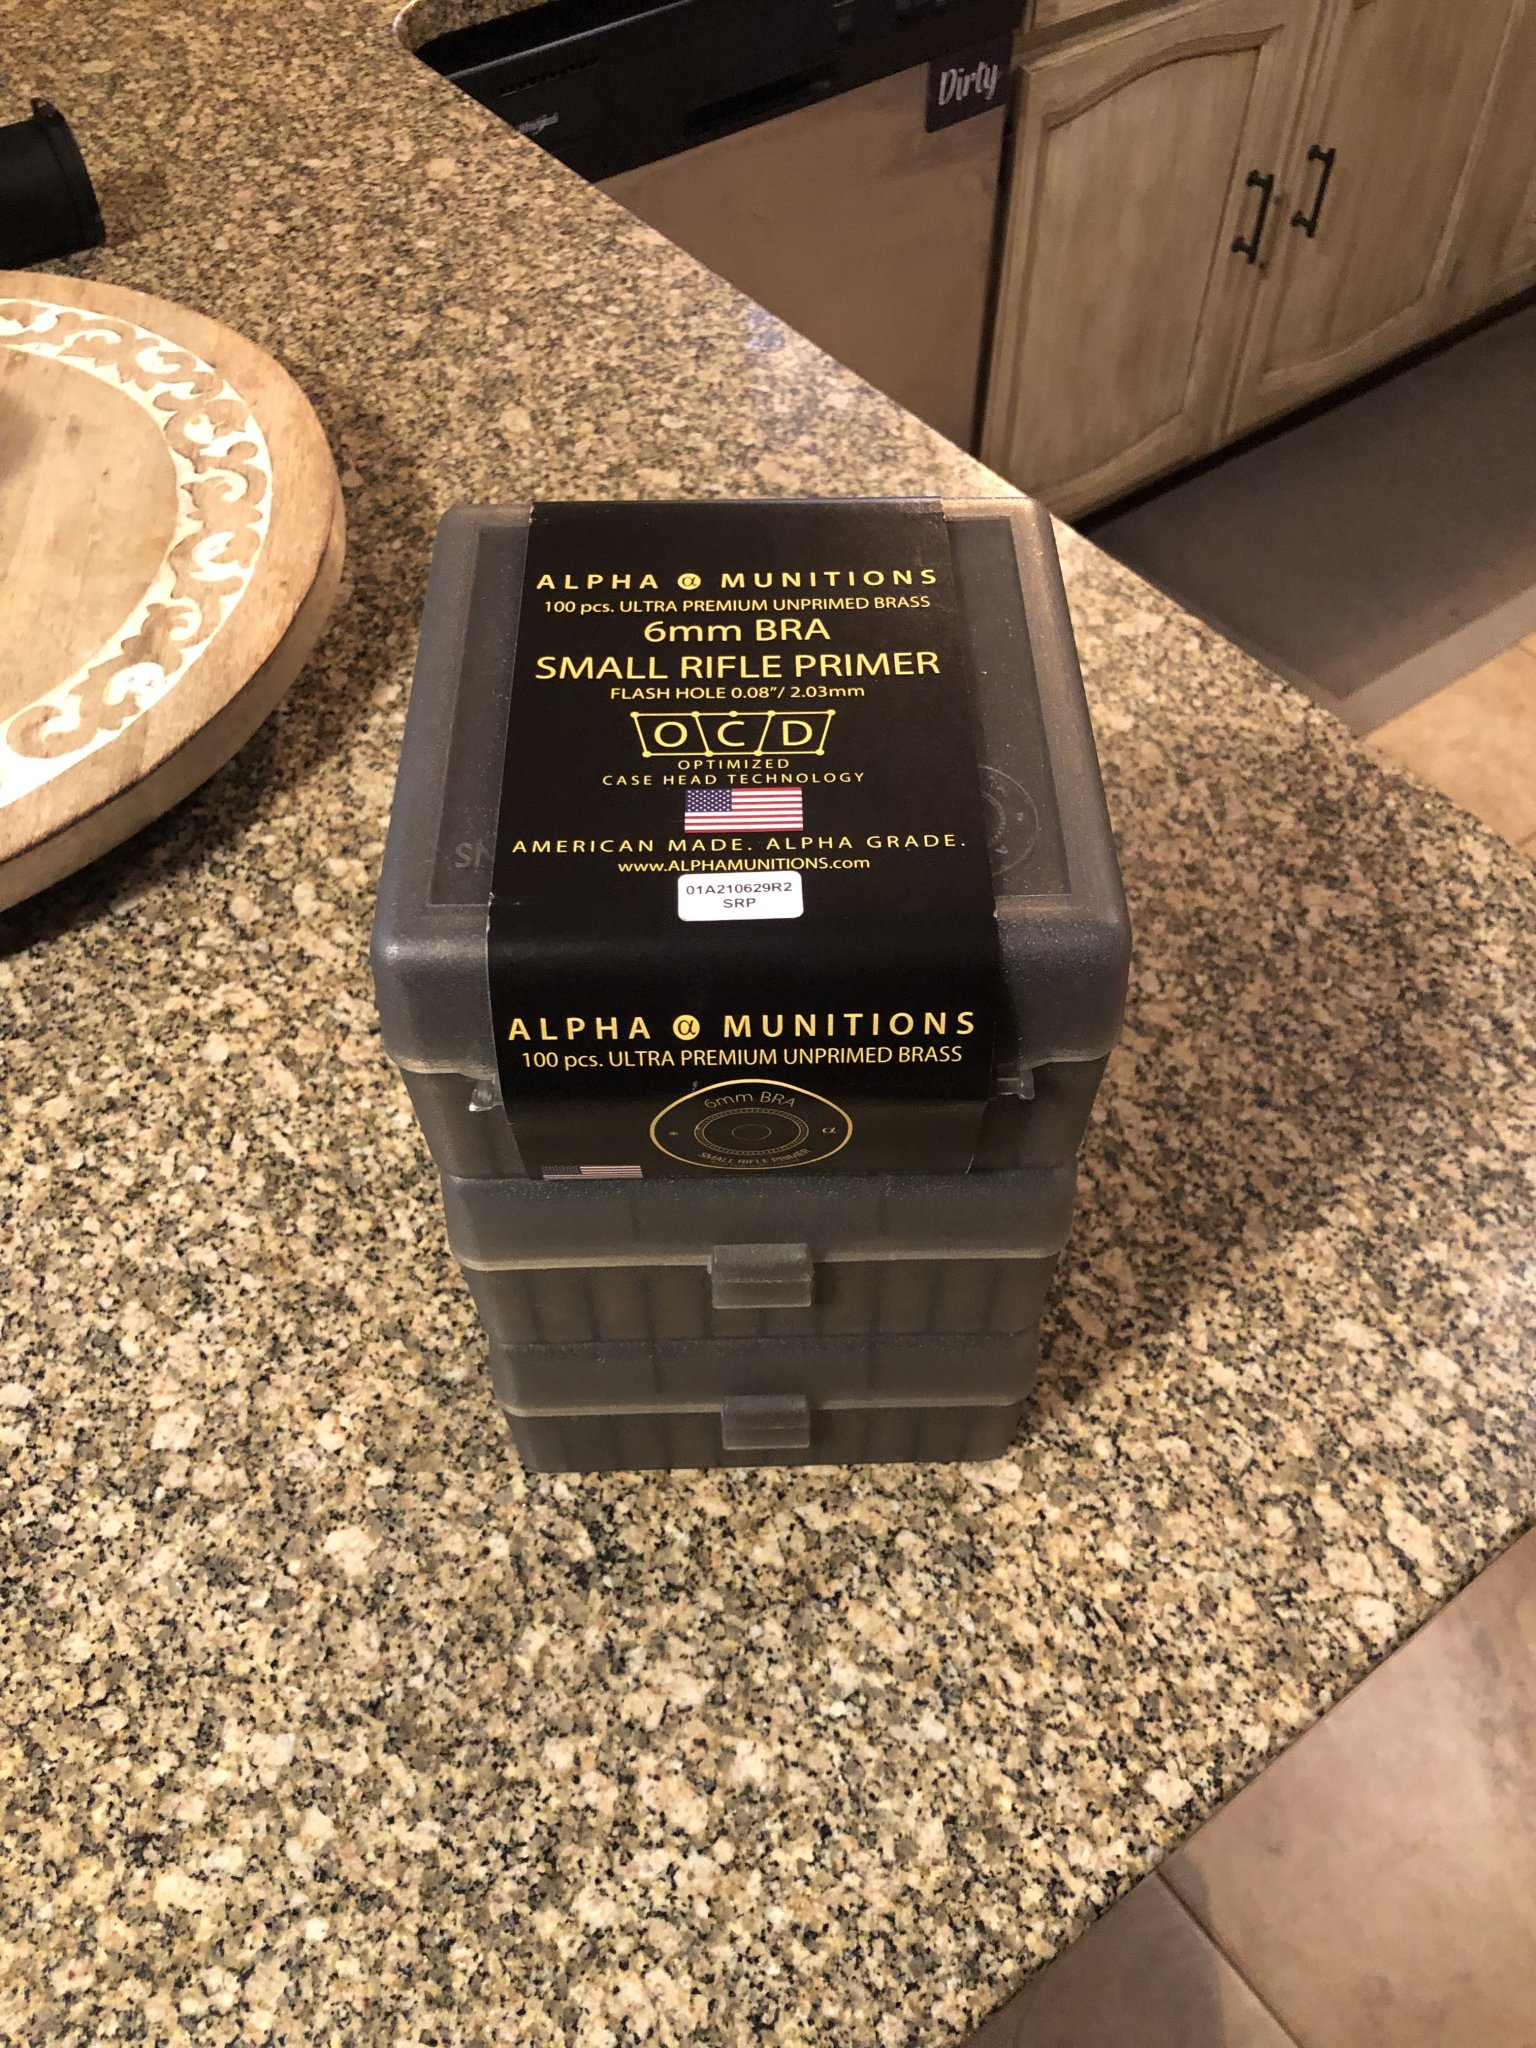 Dirty
ALPHA α MUNITIONS
100 pcs. ULTRA PREMIUM UNPRIMED BRASS
6mm BRA
SMALL RIFLE PRIMER
FLASH HOLE 0.08"/ 2.03mm
OCD
OPTIMIZED
CASE HEAD TECHNOLOGY
AMERICAN MADE. ALPHA GRADE.
www.ALPHAMUNITIONS.com
01A210629R2
SRP
ALPHA α MUNITIONS
100 pcs. ULTRA PREMIUM UNPRIMED BRASS
6mm BRA
α
SMALL RIFLE PRIMER